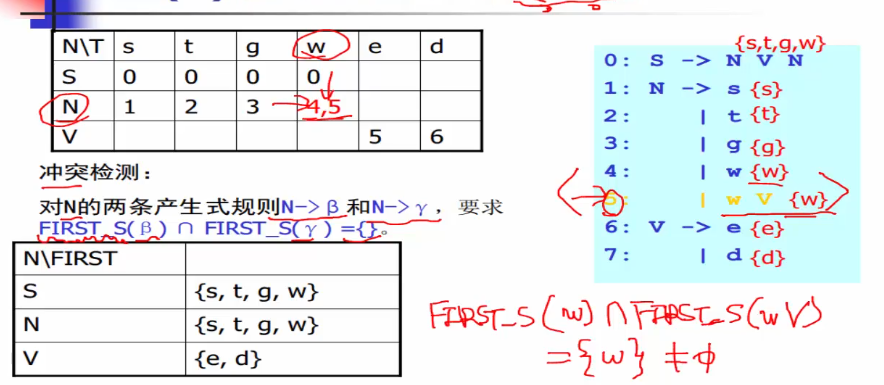 N\T s t g w e d
S 0 0 0 0
N 1 2 3 4,5
V 5 6
冲突检测:
对N的两条产生式规则N->β和N->γ,要求
FIRST_S(β) ∩ FIRST_S(γ) ={}。
N\FIRST
S {s, t, g, w}
N {s, t, g, w}
V {e, d}
{s,t,g,w}
0: S -> N V N
1: N -> s {s}
2: | t {t}
3: | g {g}
4: | w {w}
5: | w V {w}
6: V -> e {e}
7: | d {d}
FIRST_S(w) ∩ FIRST_S(wV)
={w} ≠ϕ